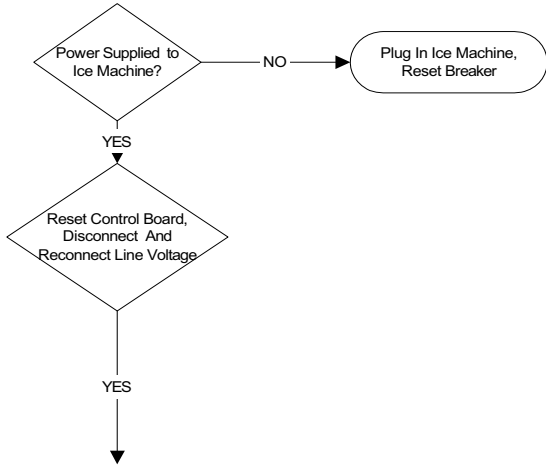 Power Supplied to
Ice Machine?
NO
Plug In Ice Machine,
Reset Breaker
YES
Reset Control Board,
Disconnect And
Reconnect Line Voltage
YES